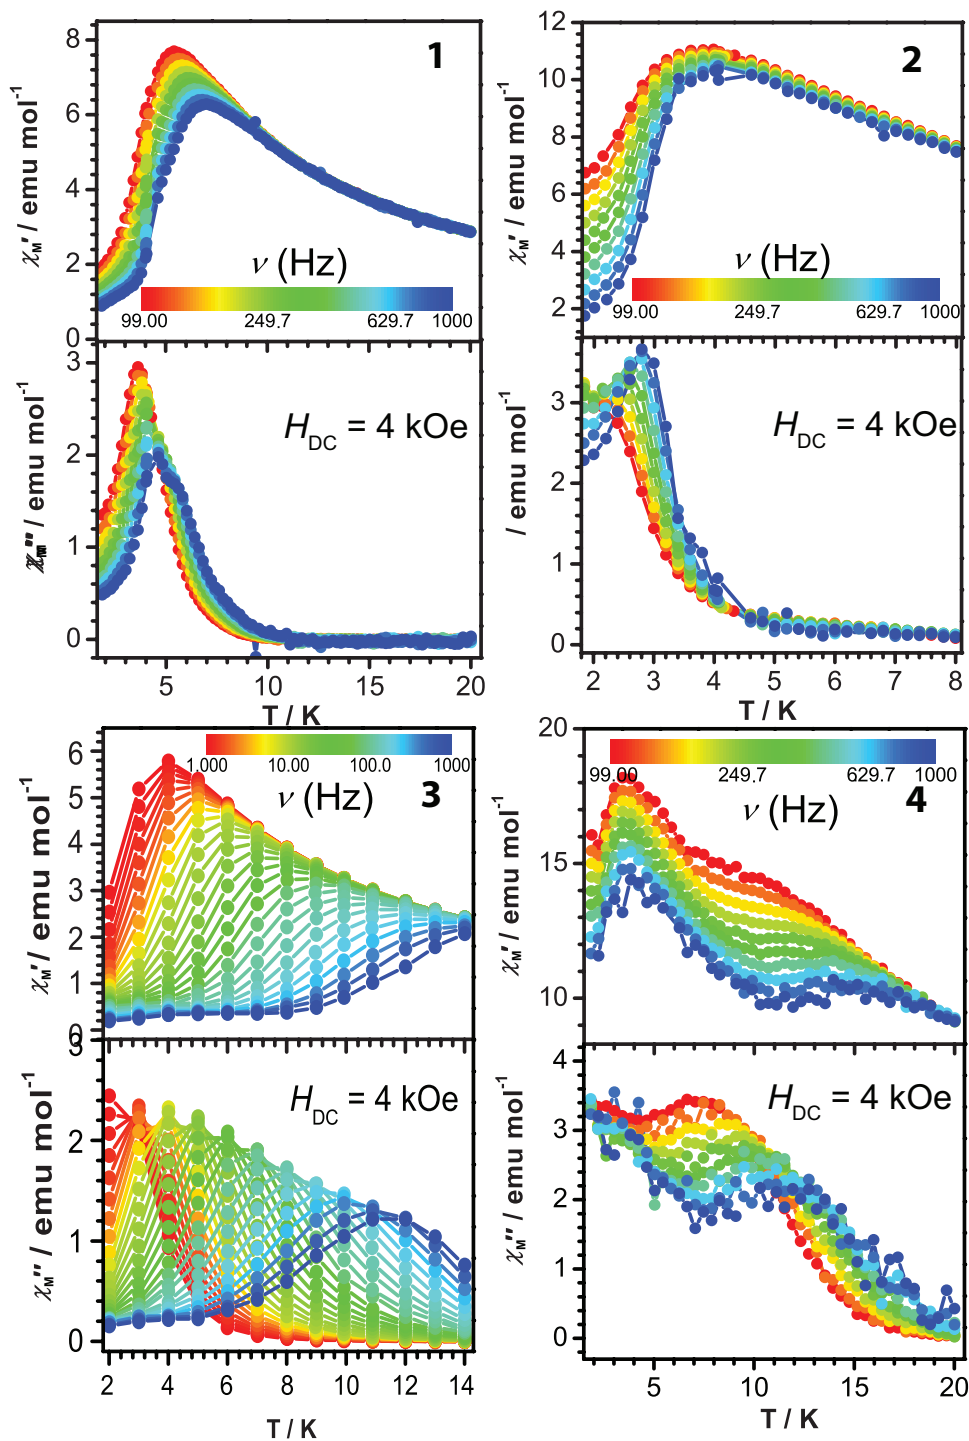 1
8
6
4
2
0
χM′ / emu mol-1
ν (Hz)
99.00 249.7 629.7 1000
3
2
1
0
/ emu mol-1
HDC = 4 kOe
5 10 15 20
T / K
2
12
10
8
6
4
2
χM′ / emu mol-1
ν (Hz)
99.00 249.7 629.7 1000
3
2
1
0
/ emu mol-1
HDC = 4 kOe
2 3 4 5 6 7 8
T / K
3
6
5
4
3
2
1
0
χM′ / emu mol-1
1.000 10.00 100.0 1000
ν (Hz)
3
2
1
0
χM″ / emu mol-1
HDC = 4 kOe
2 4 6 8 10 12 14
T / K
4
20
15
10
χM′ / emu mol-1
99.00 249.7 629.7 1000
ν (Hz)
4
3
2
1
0
χM″ / emu mol-1
HDC = 4 kOe
5 10 15 20
T / K